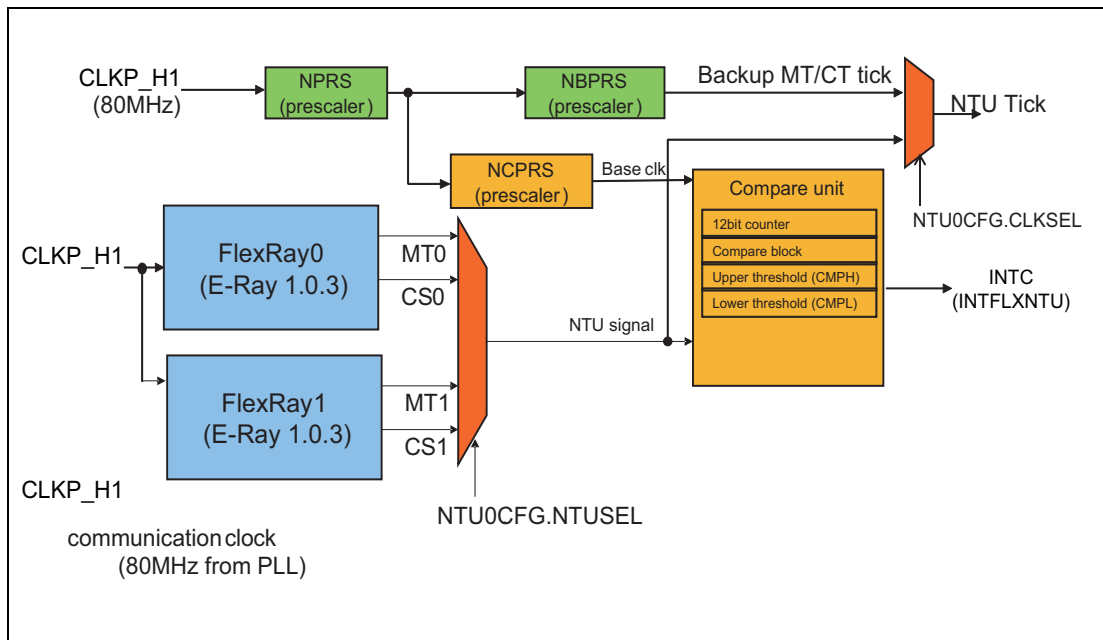 CLKP_H1
(80MHz)
NPRS
(prescaler)
NBPRS
(prescaler)
Backup MT/CT tick
NTU Tick
NCPRS
(prescaler)
Base clk
Compare unit
12bit counter
Compare block
Upper threshold (CMPH)
Lower threshold (CMPL)
NTU0CFG.CLKSEL
INTC
(INTFLXNTU)
CLKP_H1
FlexRay0
(E-Ray 1.0.3)
MT0
CS0
NTU signal
FlexRay1
(E-Ray 1.0.3)
MT1
CS1
CLKP_H1
NTU0CFG.NTUSEL
communication clock
(80MHz from PLL)